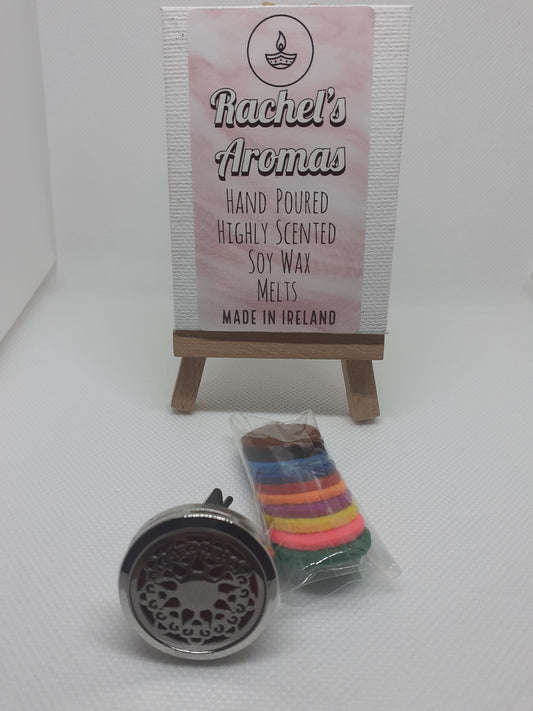 Rachel's
Aromas
HAND POURED
HIGHLY SCENTED
SOY WAX
MELTS
MADE IN IRELAND